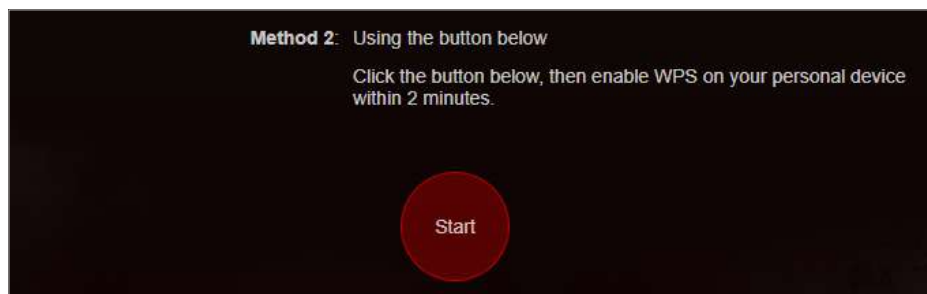 Method 2: Using the button below
Click the button below, then enable WPS on your personal device
within 2 minutes.
Start